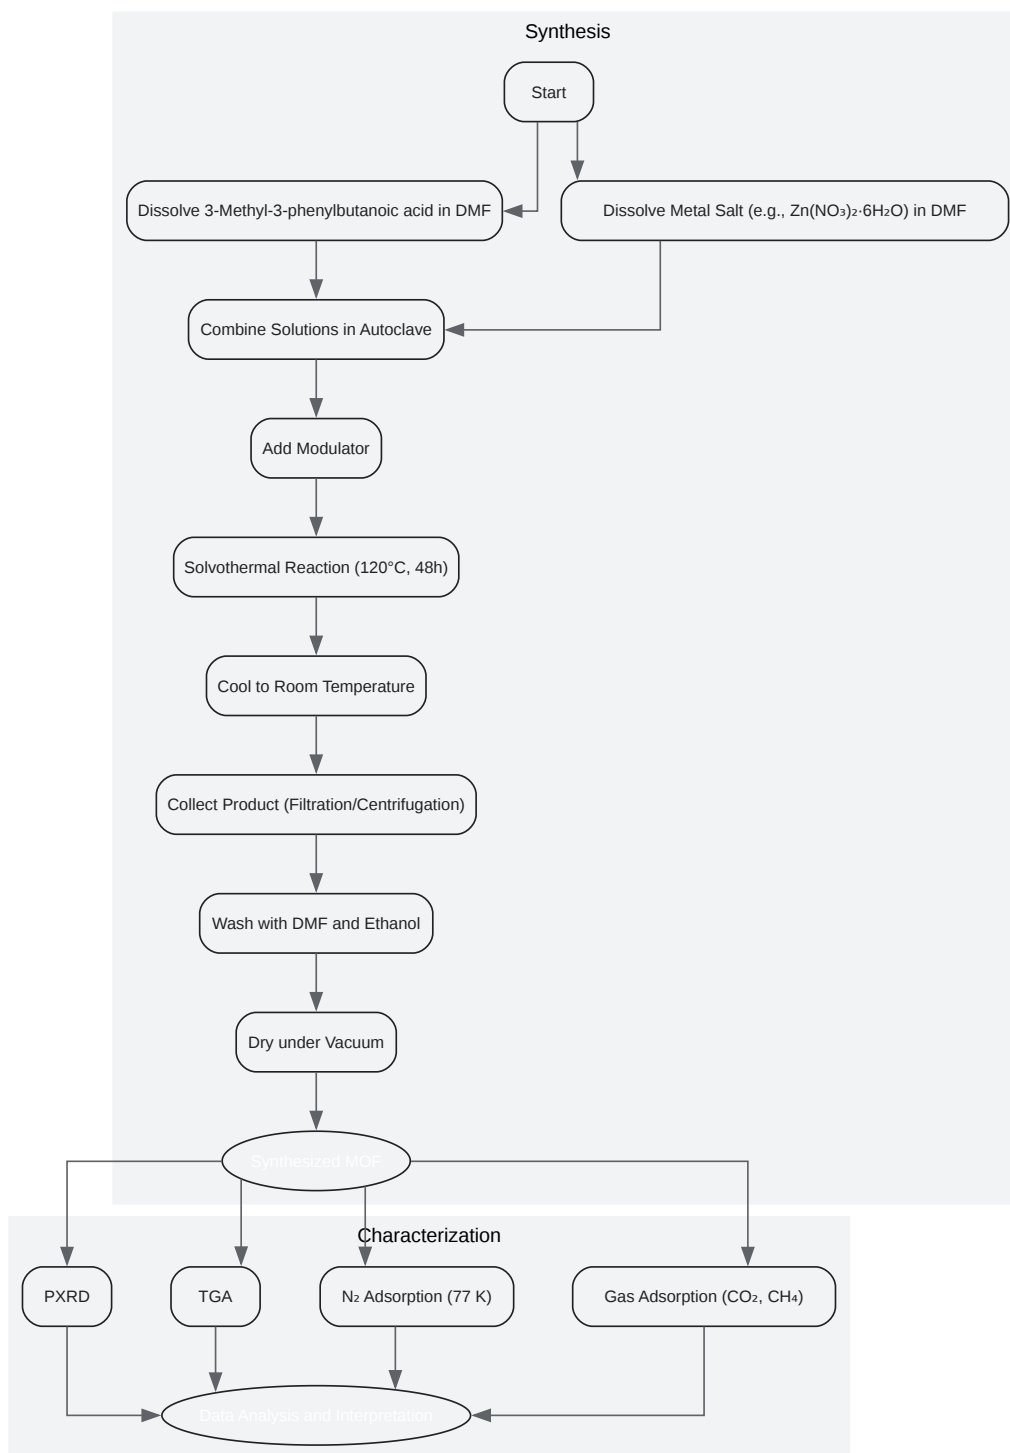 Synthesis
Start
Dissolve 3-Methyl-3-phenylbutanoic acid in DMF
Dissolve Metal Salt (e.g., Zn(NO₃)₂·6H₂O) in DMF
Combine Solutions in Autoclave
Add Modulator
Solvothermal Reaction (120°C, 48h)
Cool to Room Temperature
Collect Product (Filtration/Centrifugation)
Wash with DMF and Ethanol
Dry under Vacuum
Synthesized MOF
Characterization
PXRD
TGA
N₂ Adsorption (77 K)
Gas Adsorption (CO₂, CH₄)
Data Analysis and Interpretation